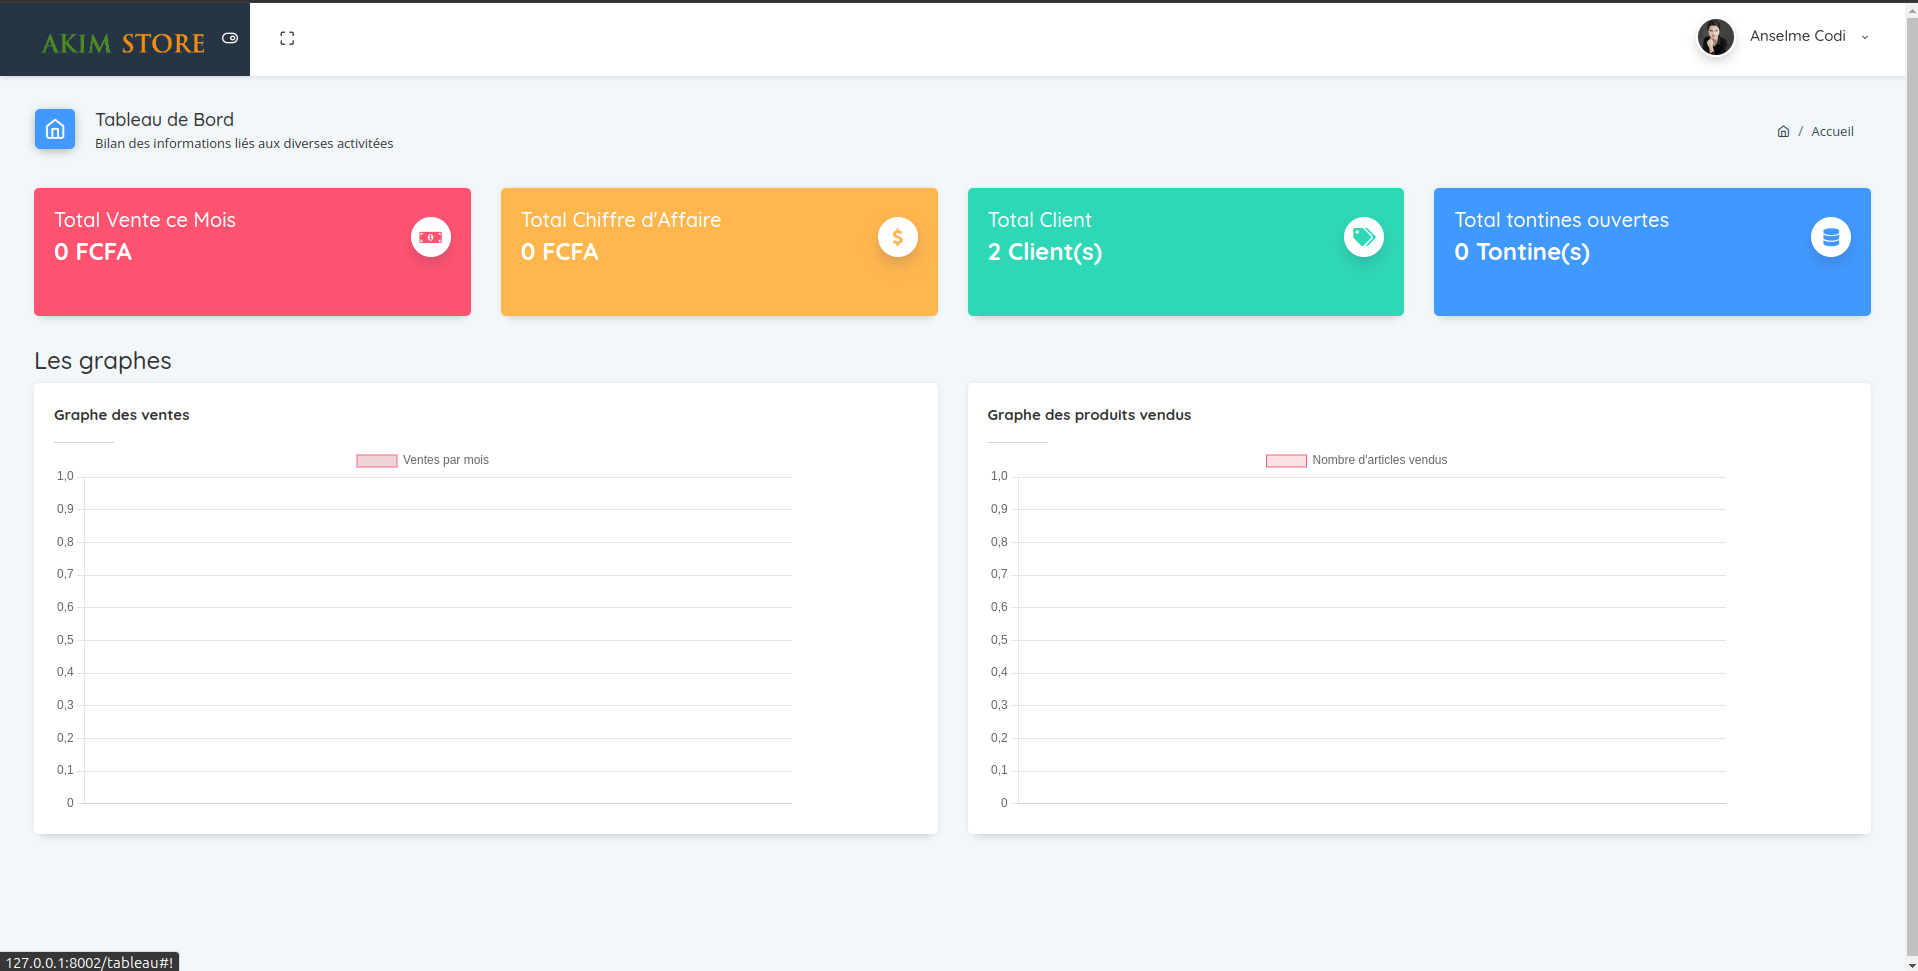 AKIM STORE
Anselme Codi
Tableau de Bord
Bilan des informations liés aux diverses activitées
/ Accueil
Total Vente ce Mois
0 FCFA
Total Chiffre d'Affaire
0 FCFA
$
Total Client
2 Client(s)
Total tontines ouvertes
0 Tontine(s)
Les graphes
Graphe des ventes
Ventes par mois
1,0
0,9
0,8
0,7
0,6
0,5
0,4
0,3
0,2
0,1
0
Graphe des produits vendus
Nombre d'articles vendus
1,0
0,9
0,8
0,7
0,6
0,5
0,4
0,3
0,2
0,1
0
127.0.0.1:8002/tableau#!